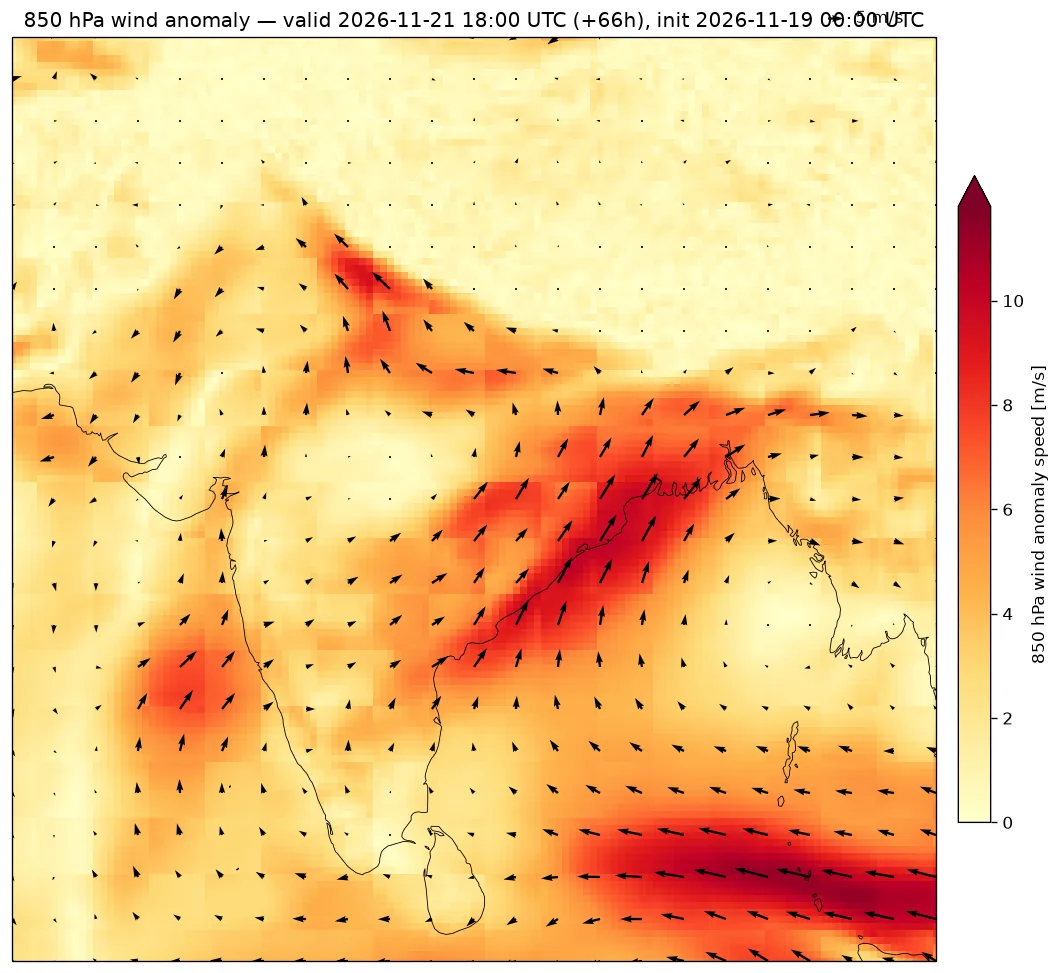 850 hPa wind anomaly — valid 2026-11-21 18:00 UTC (+66h), init 2026-11-19 00:00 UTC
5 m/s
10
8
6
4
2
0
850 hPa wind anomaly speed [m/s]